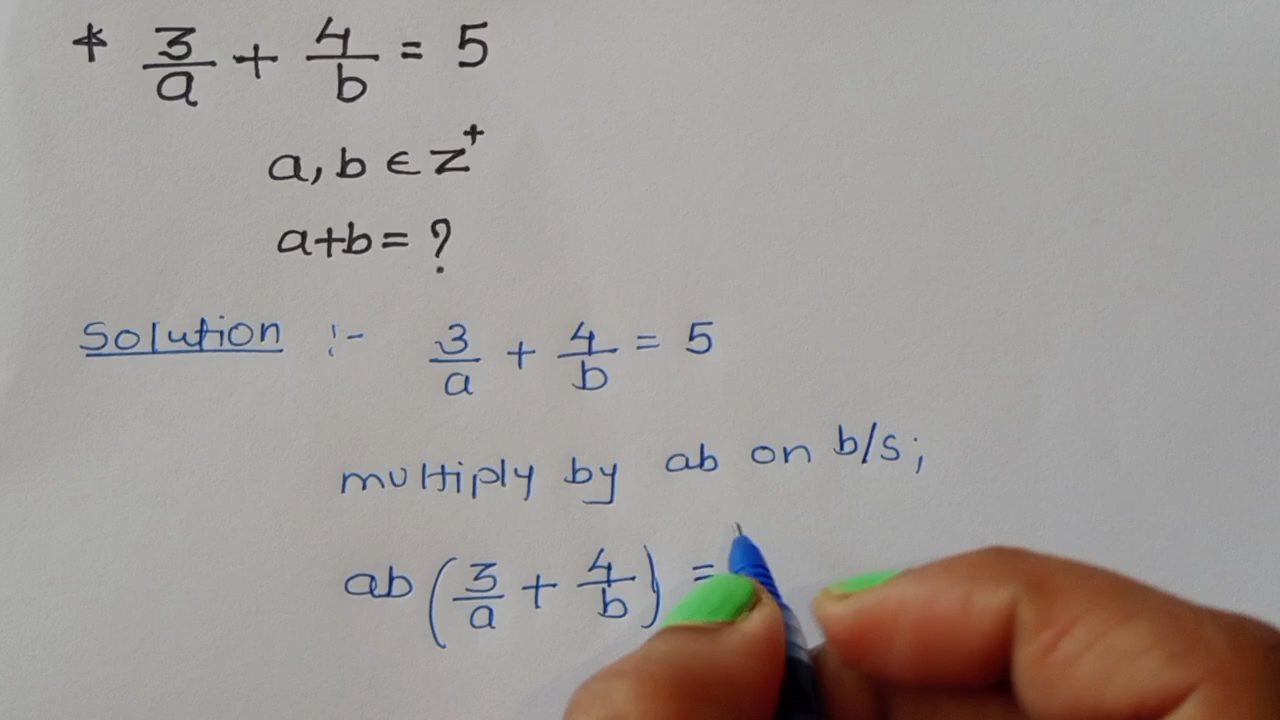 * 3/a + 4/b = 5
a, b ∈ Z⁺
a+b = ?
Solution :- 3/a + 4/b = 5
multiply by ab on b/s;
ab(3/a + 4/b) =